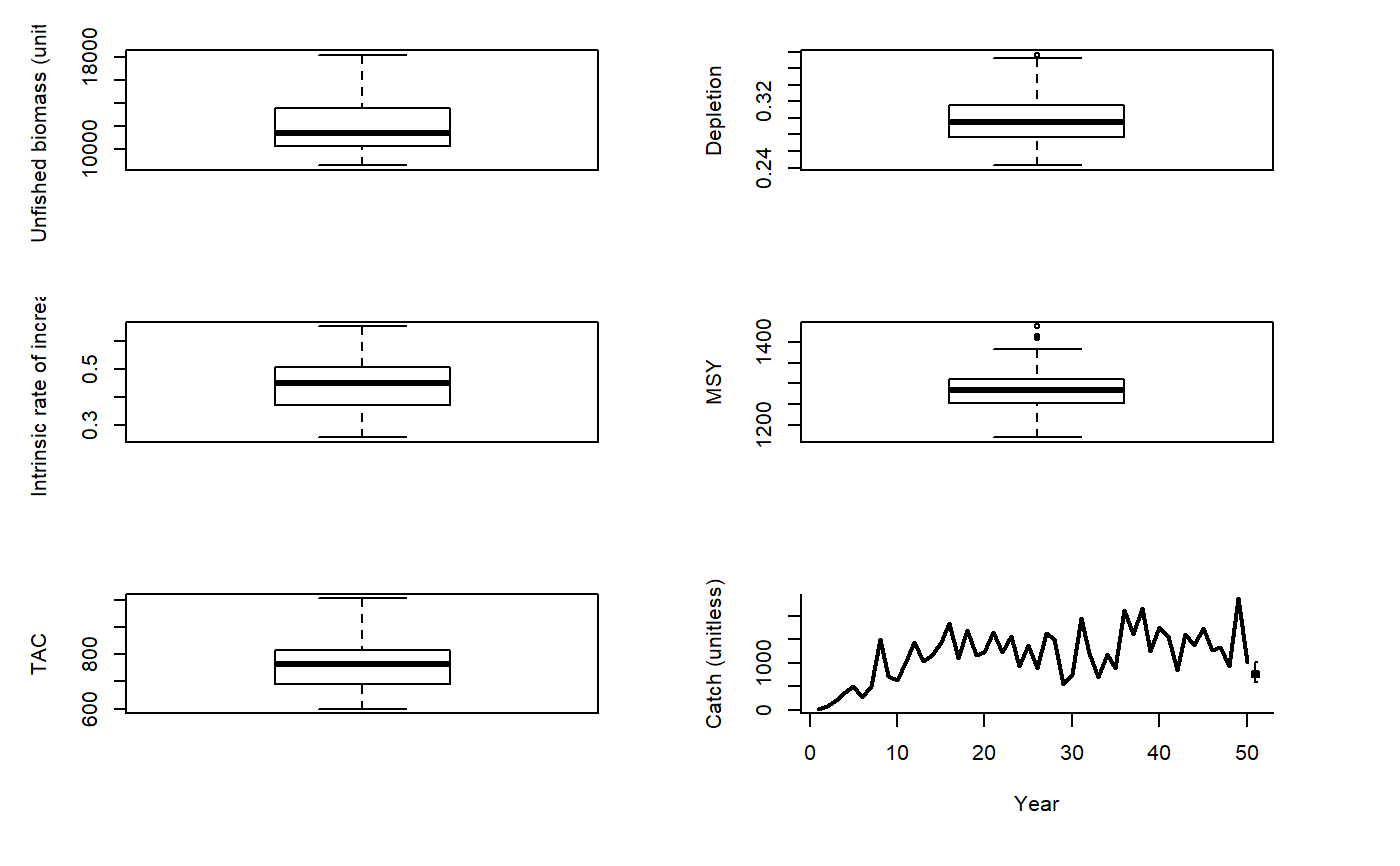 Unfished biomass (unit
18000
10000
Depletion
0.32
0.24
Intrinsic rate of increa
0.5
0.3
MSY
1400
1200
TAC
800
600
Catch (unitless)
1000
0
0 10 20 30 40 50
Year